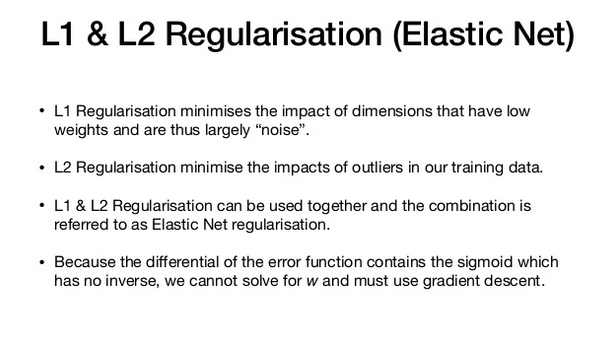 L1 & L2 Regularisation (Elastic Net)
• L1 Regularisation minimises the impact of dimensions that have low
weights and are thus largely “noise”.
• L2 Regularisation minimise the impacts of outliers in our training data.
• L1 & L2 Regularisation can be used together and the combination is
referred to as Elastic Net regularisation.
• Because the differential of the error function contains the sigmoid which
has no inverse, we cannot solve for w and must use gradient descent.